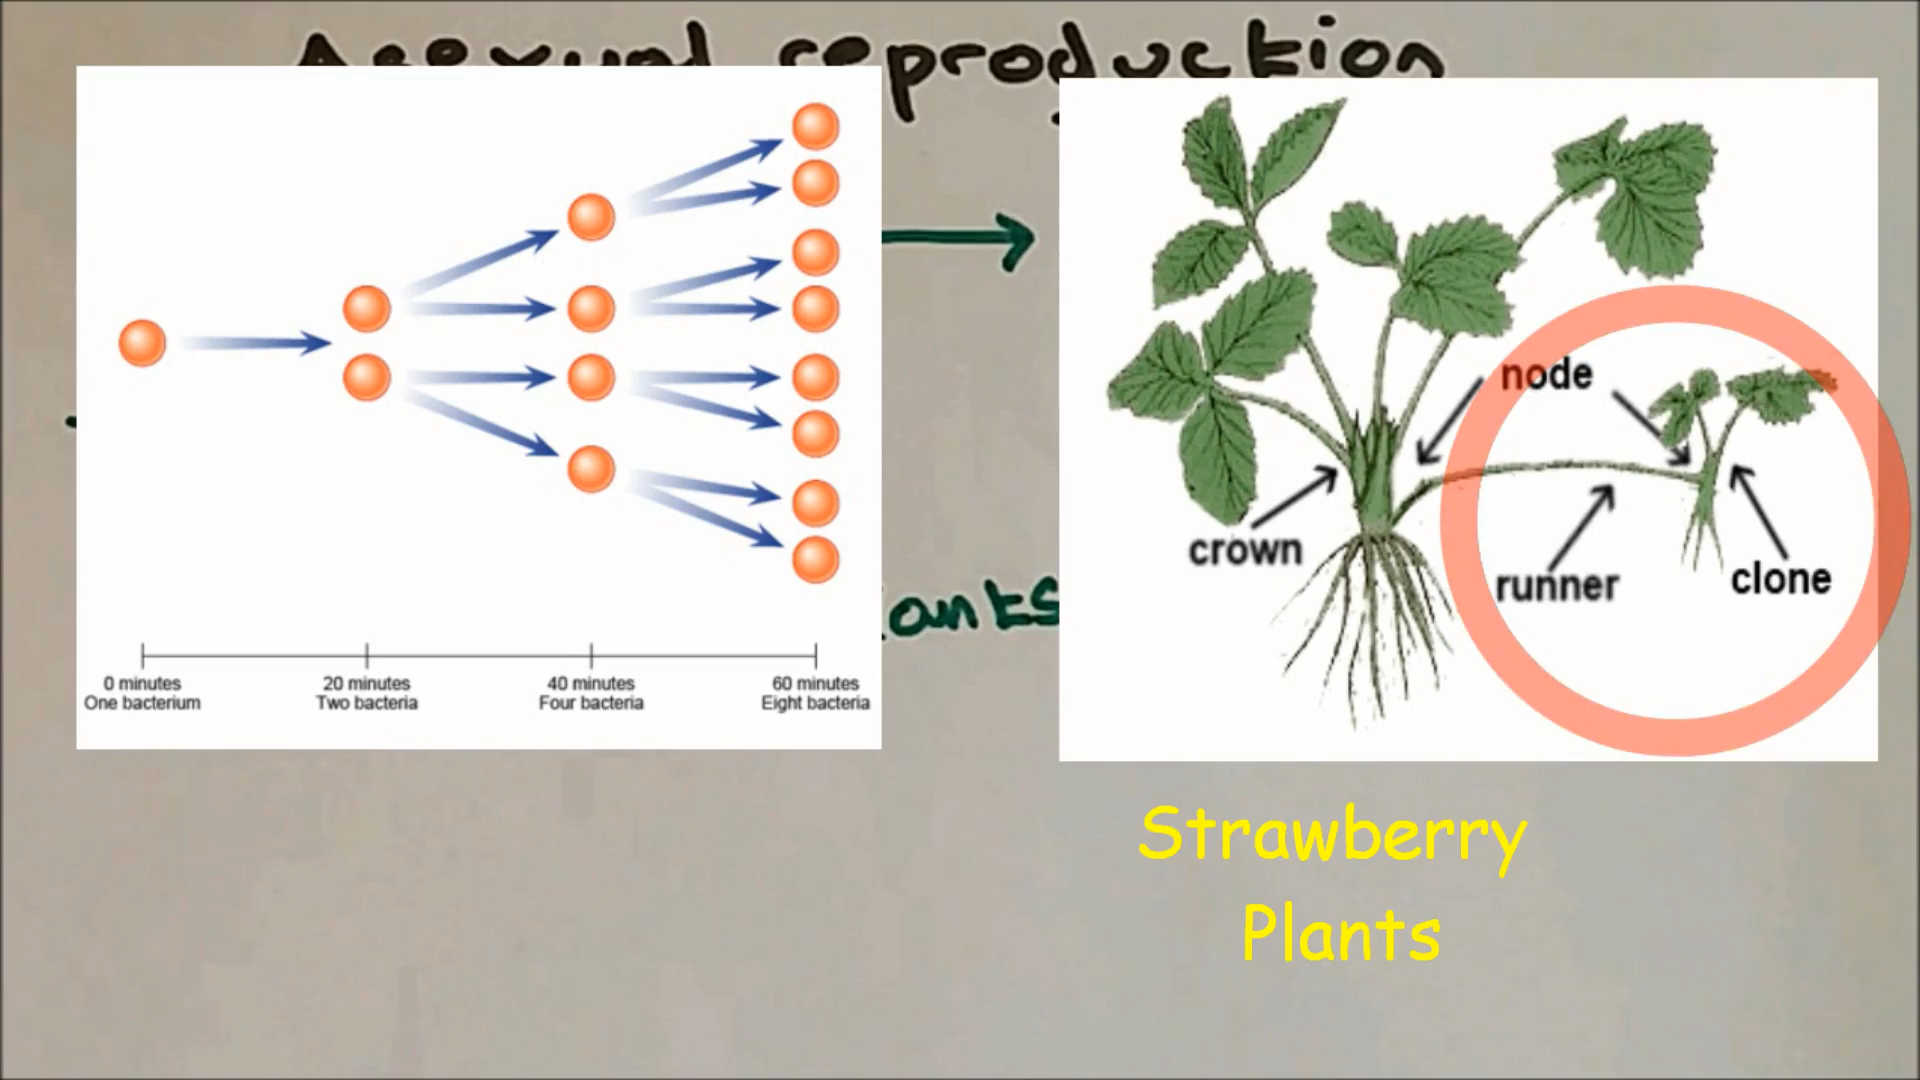 Asexual reproduction
0 minutes
One bacterium
20 minutes
Two bacteria
40 minutes
Four bacteria
60 minutes
Eight bacteria
node
crown
runner
clone
Strawberry
Plants